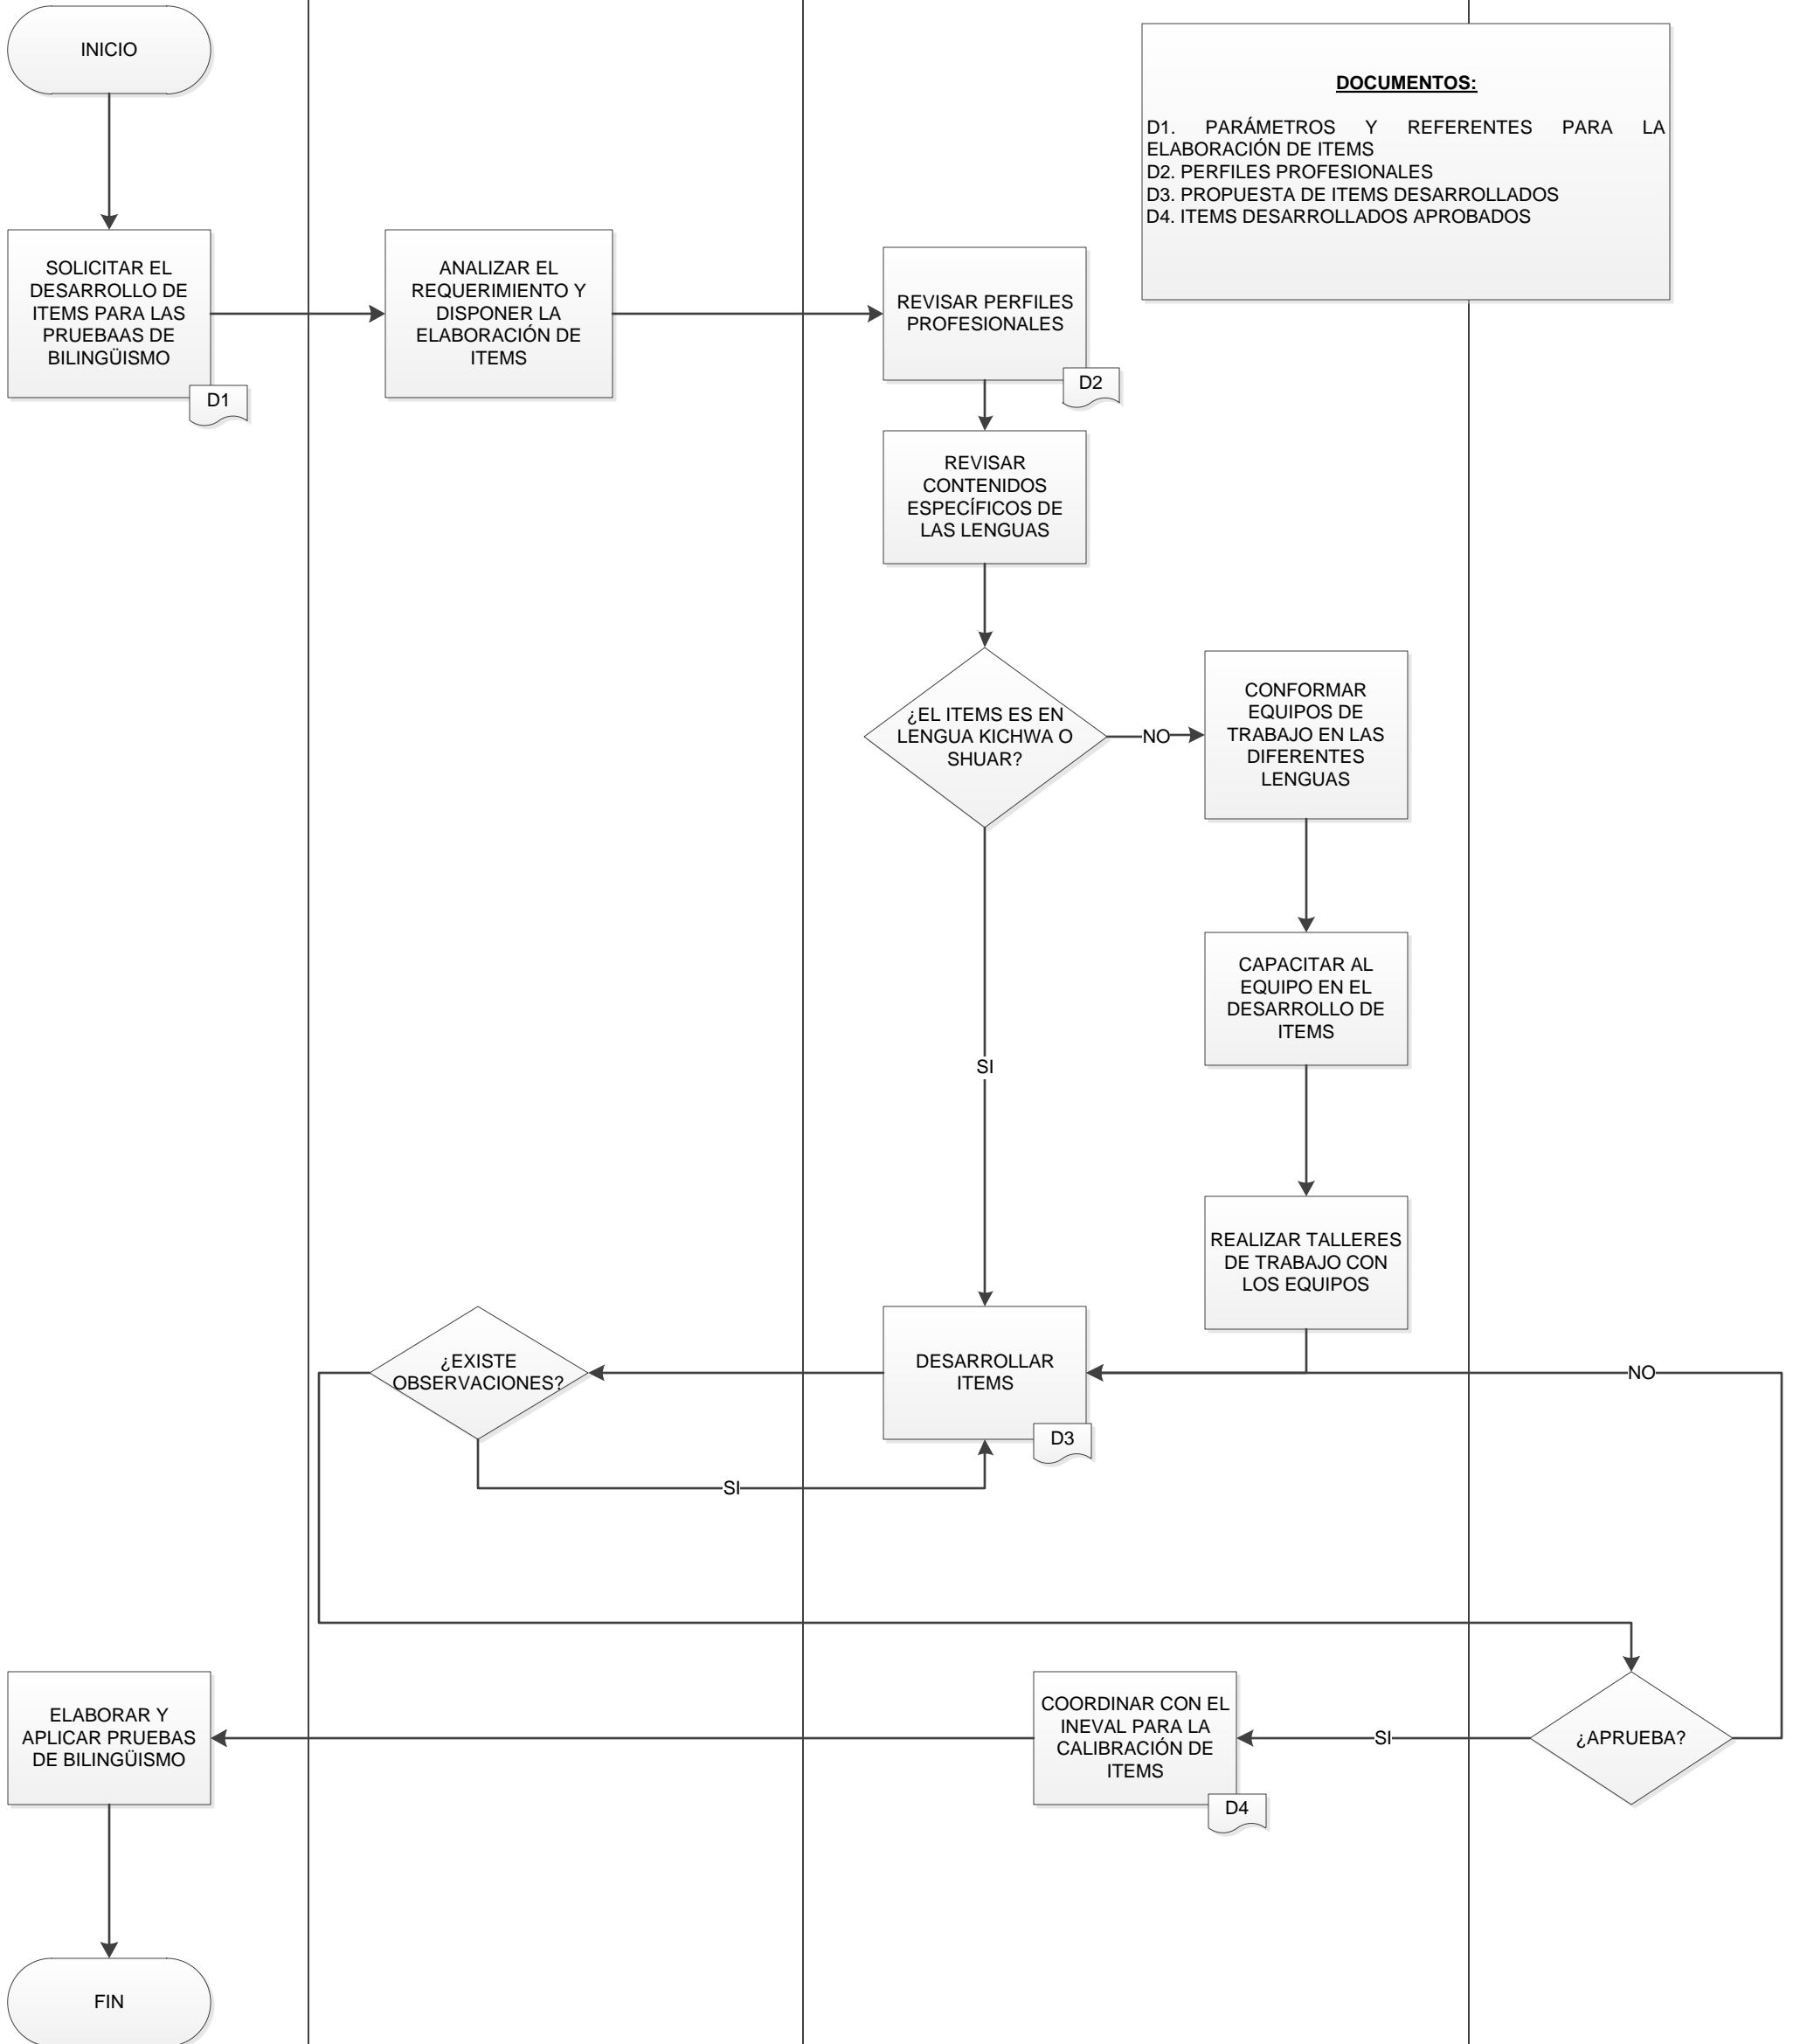 INICIO
DOCUMENTOS:
D1. PARÁMETROS Y REFERENTES PARA LA
ELABORACIÓN DE ITEMS
D2. PERFILES PROFESIONALES
D3. PROPUESTA DE ITEMS DESARROLLADOS
D4. ITEMS DESARROLLADOS APROBADOS
SOLICITAR EL
DESARROLLO DE
ITEMS PARA LAS
PRUEBAAS DE
BILINGÜISMO
D1
ANALIZAR EL
REQUERIMIENTO Y
DISPONER LA
ELABORACIÓN DE
ITEMS
REVISAR PERFILES
PROFESIONALES
D2
REVISAR
CONTENIDOS
ESPECÍFICOS DE
LAS LENGUAS
¿EL ITEMS ES EN
LENGUA KICHWA O
SHUAR?
NO
CONFORMAR
EQUIPOS DE
TRABAJO EN LAS
DIFERENTES
LENGUAS
CAPACITAR AL
EQUIPO EN EL
DESARROLLO DE
ITEMS
SI
REALIZAR TALLERES
DE TRABAJO CON
LOS EQUIPOS
¿EXISTE
OBSERVACIONES?
DESARROLLAR
ITEMS
D3
NO
SI
ELABORAR Y
APLICAR PRUEBAS
DE BILINGÜISMO
COORDINAR CON EL
INEVAL PARA LA
CALIBRACIÓN DE
ITEMS
D4
SI
¿APRUEBA?
FIN